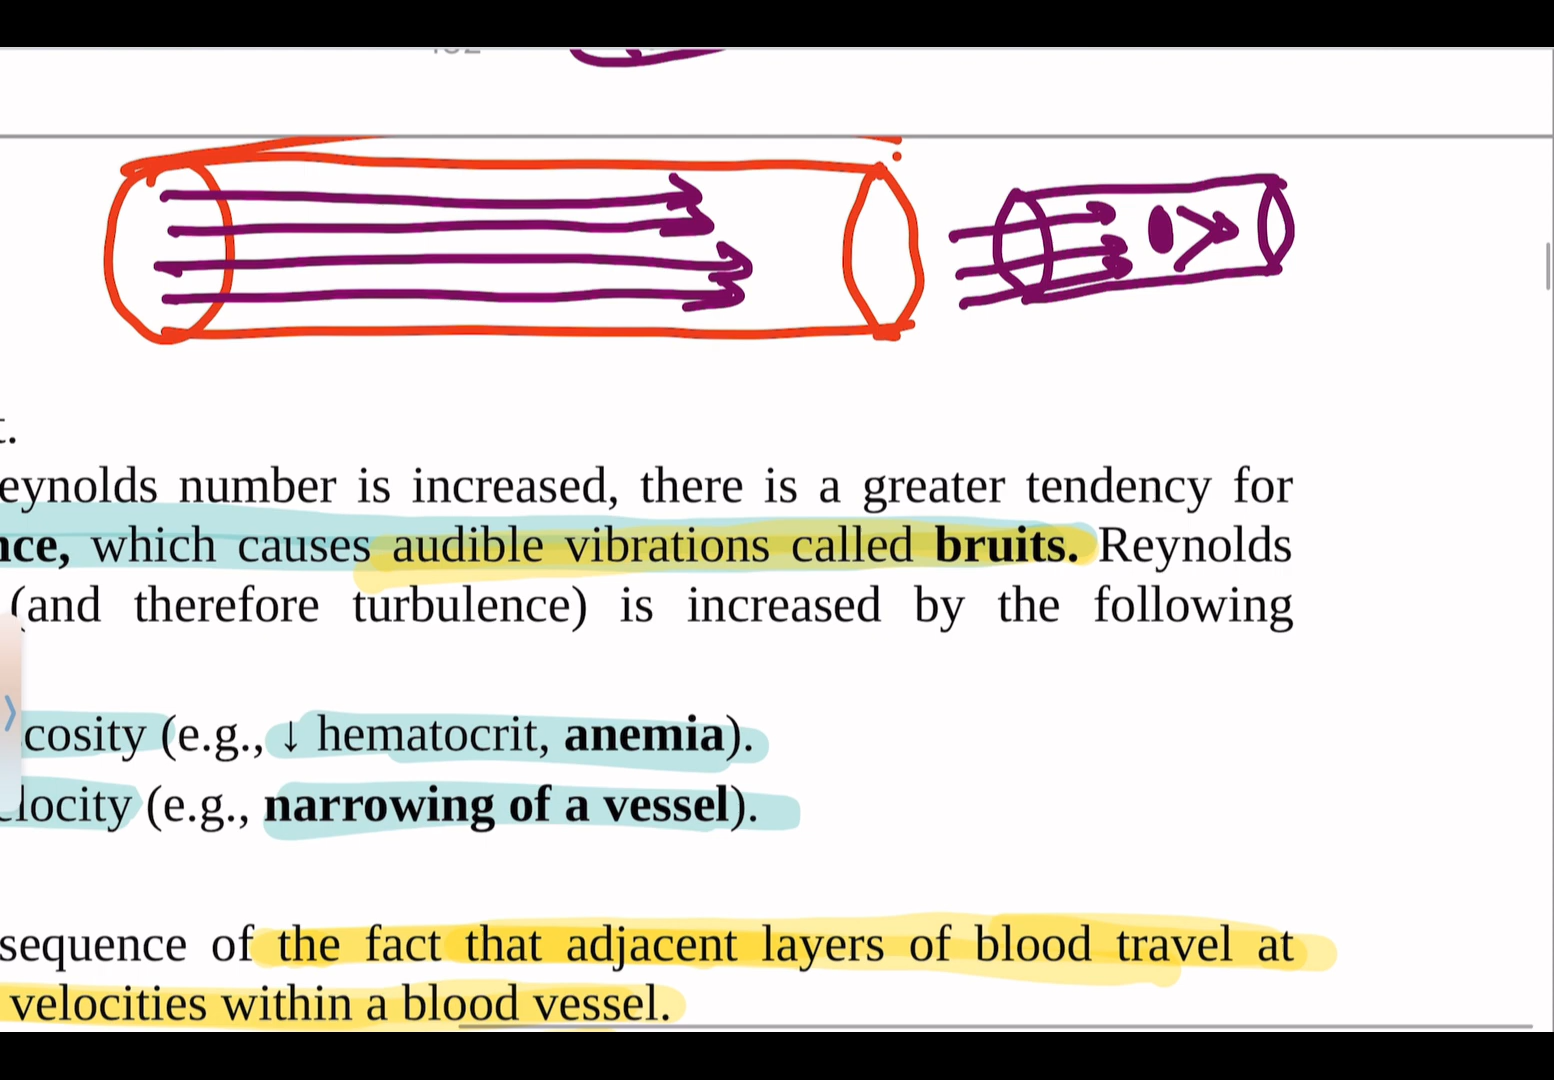 t.
eynolds number is increased, there is a greater tendency for
nce, which causes audible vibrations called bruits. Reynolds
(and therefore turbulence) is increased by the following
cosity (e.g., ↓ hematocrit, anemia).
locity (e.g., narrowing of a vessel).
sequence of the fact that adjacent layers of blood travel at
velocities within a blood vessel.